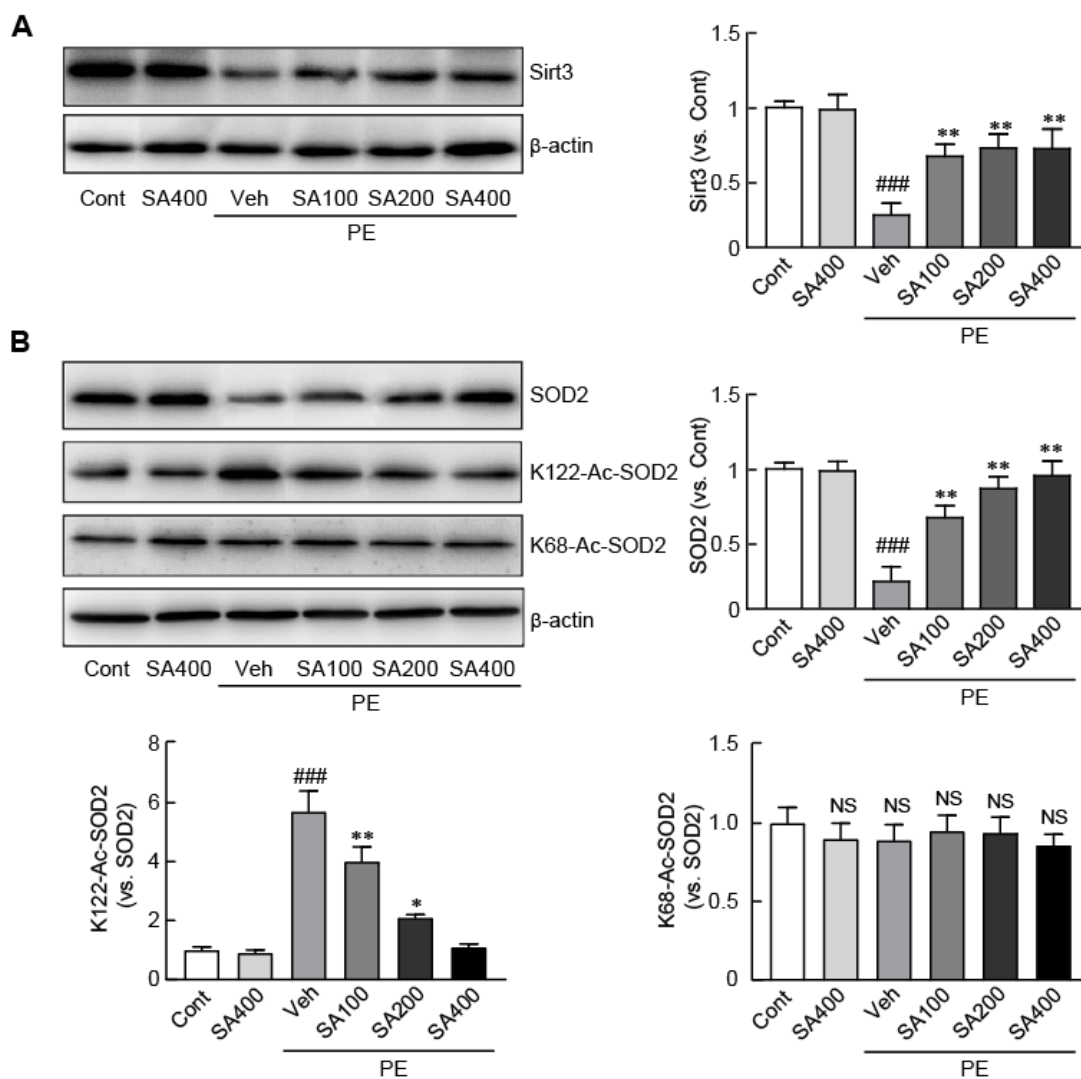 A
Sirt3
β-actin
Cont SA400 Veh SA100 SA200 SA400
PE
Sirt3 (vs. Cont)
1.5
1
0.5
0
###
**
**
**
Cont
SA400
Veh
SA100
SA200
SA400
PE
B
SOD2
K122-Ac-SOD2
K68-Ac-SOD2
β-actin
Cont SA400 Veh SA100 SA200 SA400
PE
SOD2 (vs. Cont)
1.5
1
0.5
0
###
**
**
**
Cont
SA400
Veh
SA100
SA200
SA400
PE
K122-Ac-SOD2
(vs. SOD2)
8
6
4
2
0
###
**
*
Cont
SA400
Veh
SA100
SA200
SA400
PE
K68-Ac-SOD2
(vs. SOD2)
1.5
1.0
0.5
0
NS
NS
NS
NS
NS
Cont
SA400
Veh
SA100
SA200
SA400
PE